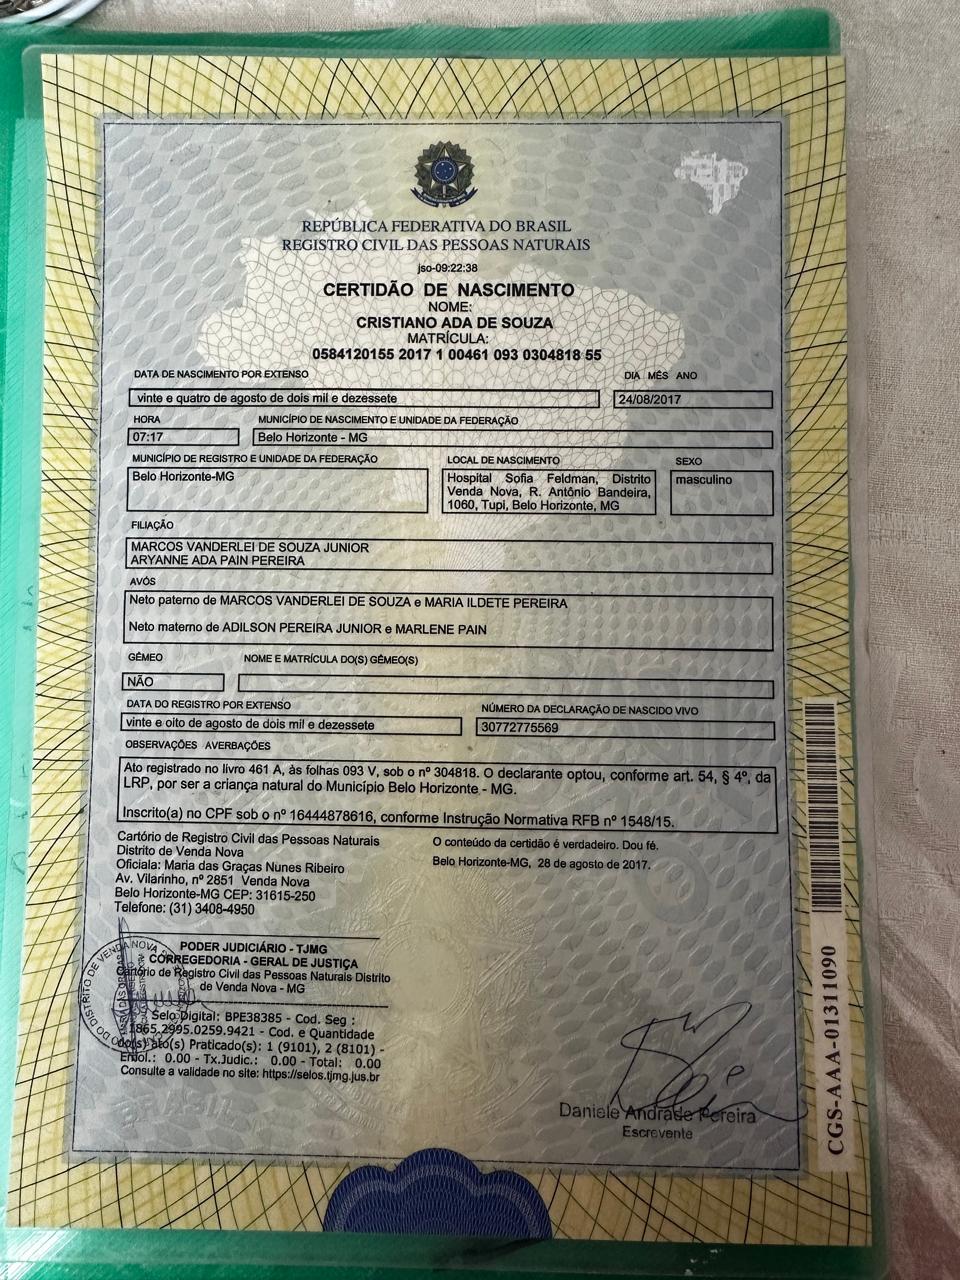 REPÚBLICA FEDERATIVA DO BRASIL
REGISTRO CIVIL DAS PESSOAS NATURAIS
jso-09:22:38
CERTIDÃO DE NASCIMENTO
NOME:
CRISTIANO ADA DE SOUZA
MATRÍCULA:
0584120155 2017 1 00461 093 0304818 55
DATA DE NASCIMENTO POR EXTENSO
DIA MÊS ANO
vinte e quatro de agosto de dois mil e dezessete
24/08/2017
HORA
MUNICÍPIO DE NASCIMENTO E UNIDADE DA FEDERAÇÃO
07:17
Belo Horizonte - MG
MUNICÍPIO DE REGISTRO E UNIDADE DA FEDERAÇÃO
LOCAL DE NASCIMENTO
SEXO
Belo Horizonte-MG
Hospital Sofia Feldman, Distrito
Venda Nova, R. Antônio Bandeira,
1060, Tupi, Belo Horizonte, MG
masculino
FILIAÇÃO
MARCOS VANDERLEI DE SOUZA JUNIOR
ARYANNE ADA PAIN PEREIRA
AVÓS
Neto paterno de MARCOS VANDERLEI DE SOUZA e MARIA ILDETE PEREIRA
Neto materno de ADILSON PEREIRA JUNIOR e MARLENE PAIN
GÊMEO
NOME E MATRÍCULA DO(S) GÊMEO(S)
NÃO
DATA DO REGISTRO POR EXTENSO
NÚMERO DA DECLARAÇÃO DE NASCIDO VIVO
vinte e oito de agosto de dois mil e dezessete
30772775569
OBSERVAÇÕES AVERBAÇÕES
Ato registrado no livro 461 A, às folhas 093 V, sob o nº 304818. O declarante optou, conforme art. 54, § 4º, da
LRP, por ser a criança natural do Município Belo Horizonte - MG.
Inscrito(a) no CPF sob o nº 16444878616, conforme Instrução Normativa RFB nº 1548/15.
Cartório de Registro Civil das Pessoas Naturais
Distrito de Venda Nova
Oficiala: Maria das Graças Nunes Ribeiro
Av. Vilarinho, nº 2851 Venda Nova
Belo Horizonte-MG CEP: 31615-250
Telefone: (31) 3408-4950
O conteúdo da certidão é verdadeiro. Dou fé.
Belo Horizonte-MG, 28 de agosto de 2017.
PODER JUDICIÁRIO - TJMG
CORREGEDORIA - GERAL DE JUSTIÇA
Cartório de Registro Civil das Pessoas Naturais Distrito
de Venda Nova - MG
Selo Digital: BPE38385 - Cod. Seg :
1865.2995.0259.9421 - Cod. e Quantidade
do(s) ato(s) Praticado(s): 1 (9101), 2 (8101) -
Emol.: 0.00 - Tx.Judic.: 0.00 - Total: 0.00
Consulte a validade no site: https://selos.tjmg.jus.br
DO DISTRITO DE VENDA NOVA
Daniele Andrade Pereira
Escrevente
CGS-AAA-01311090